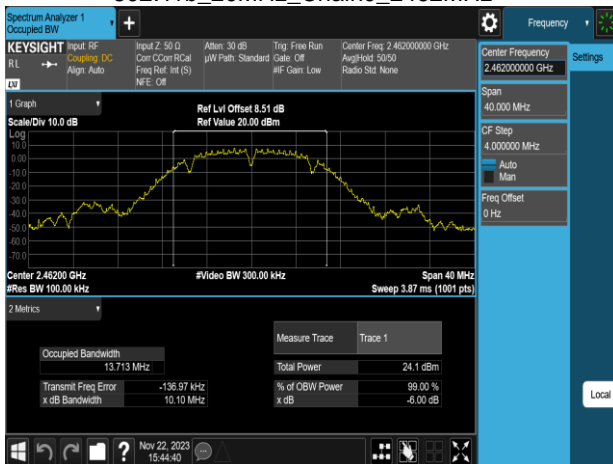 Spectrum Analyzer 1
Occupied BW
+
Frequency
KEYSIGHT
RL
LXI
Input: RF
Coupling: DC
Align: Auto
Input Z: 50 Ω
Corr CCorr RCal
Freq Ref: Int (S)
NFE: Off
Atten: 30 dB
µW Path: Standard
Trig: Free Run
Gate: Off
#IF Gain: Low
Center Freq: 2.462000000 GHz
Avg|Hold: 50/50
Radio Std: None
Center Frequency
2.462000000 GHz
Settings
Span
40.000 MHz
CF Step
4.000000 MHz
Auto
Man
Freq Offset
0 Hz
Local
1 Graph
Scale/Div 10.0 dB
Ref Lvl Offset 8.51 dB
Ref Value 20.00 dBm
Log
10.0
0.00
-10.0
-20.0
-30.0
-40.0
-50.0
-60.0
-70.0
Center 2.46200 GHz
#Res BW 100.00 kHz
#Video BW 300.00 kHz
Span 40 MHz
Sweep 3.87 ms (1001 pts)
2 Metrics
Measure Trace Trace 1
Occupied Bandwidth
13.713 MHz
Total Power 24.1 dBm
Transmit Freq Error -136.97 kHz
% of OBW Power 99.00 %
x dB Bandwidth 10.10 MHz
x dB -6.00 dB
?
Nov 22, 2023
15:44:40